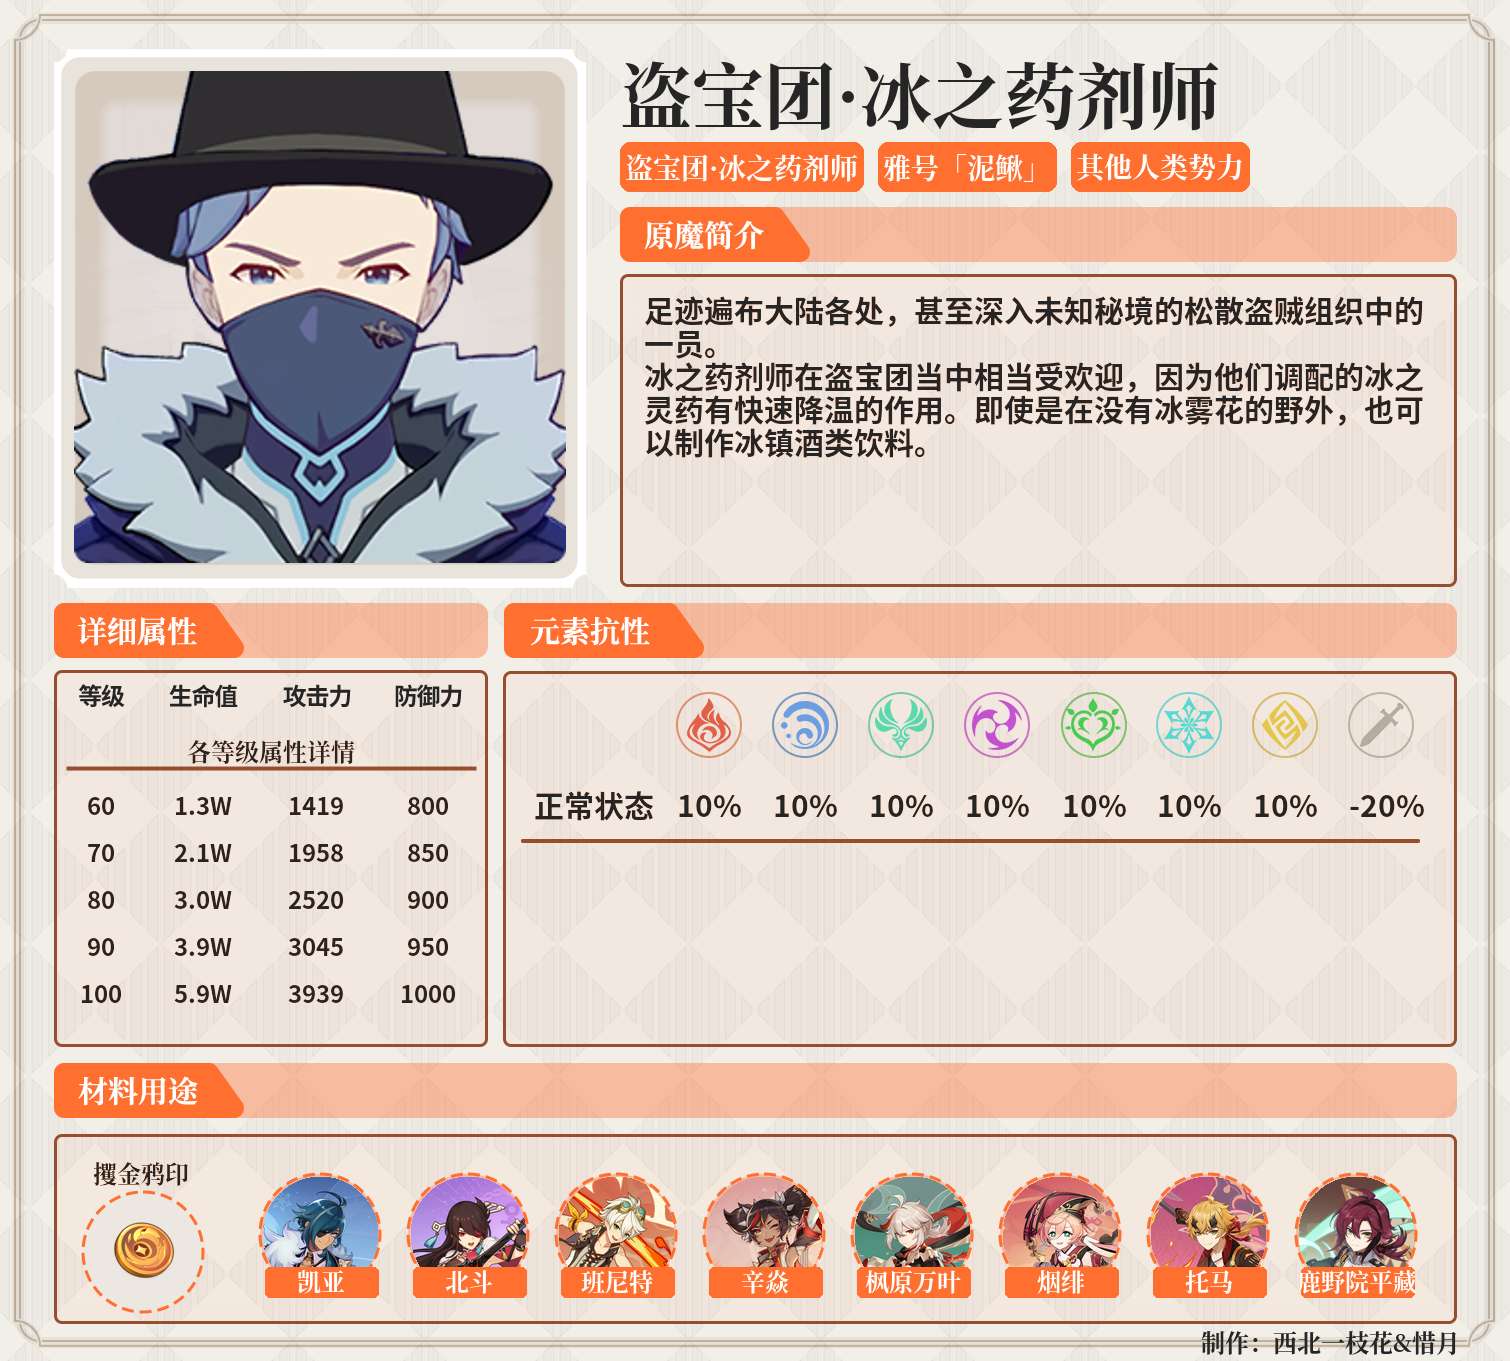 盗宝团·冰之药剂师
盗宝团·冰之药剂师 雅号「泥鳅」 其他人类势力
原魔简介
足迹遍布大陆各处，甚至深入未知秘境的松散盗贼组织中的
一员。
冰之药剂师在盗宝团当中相当受欢迎，因为他们调配的冰之
灵药有快速降温的作用。即使是在没有冰雾花的野外，也可
以制作冰镇酒类饮料。
详细属性
等级 生命值 攻击力 防御力
各等级属性详情
60 1.3W 1419 800
70 2.1W 1958 850
80 3.0W 2520 900
90 3.9W 3045 950
100 5.9W 3939 1000
元素抗性
正常状态 10% 10% 10% 10% 10% 10% 10% -20%
材料用途
攫金鸦印
凯亚 北斗 班尼特 辛焱 枫原万叶 烟绯 托马 鹿野院平藏
制作：西北一枝花&惜月